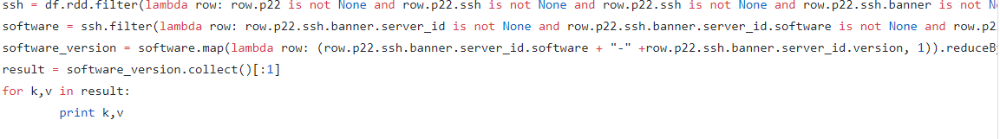 ssh = df.rdd.filter(lambda row: row.p22 is not None and row.p22.ssh is not None and row.p22.ssh is not None and row.p22.ssh.banner is not N
software = ssh.filter(lambda row: row.p22.ssh.banner.server_id is not None and row.p22.ssh.banner.server_id.software is not None and row.p2
software_version = software.map(lambda row: (row.p22.ssh.banner.server_id.software + "-" +row.p22.ssh.banner.server_id.version, 1)).reduceB
result = software_version.collect()[:1]
for k,v in result:
        print k,v